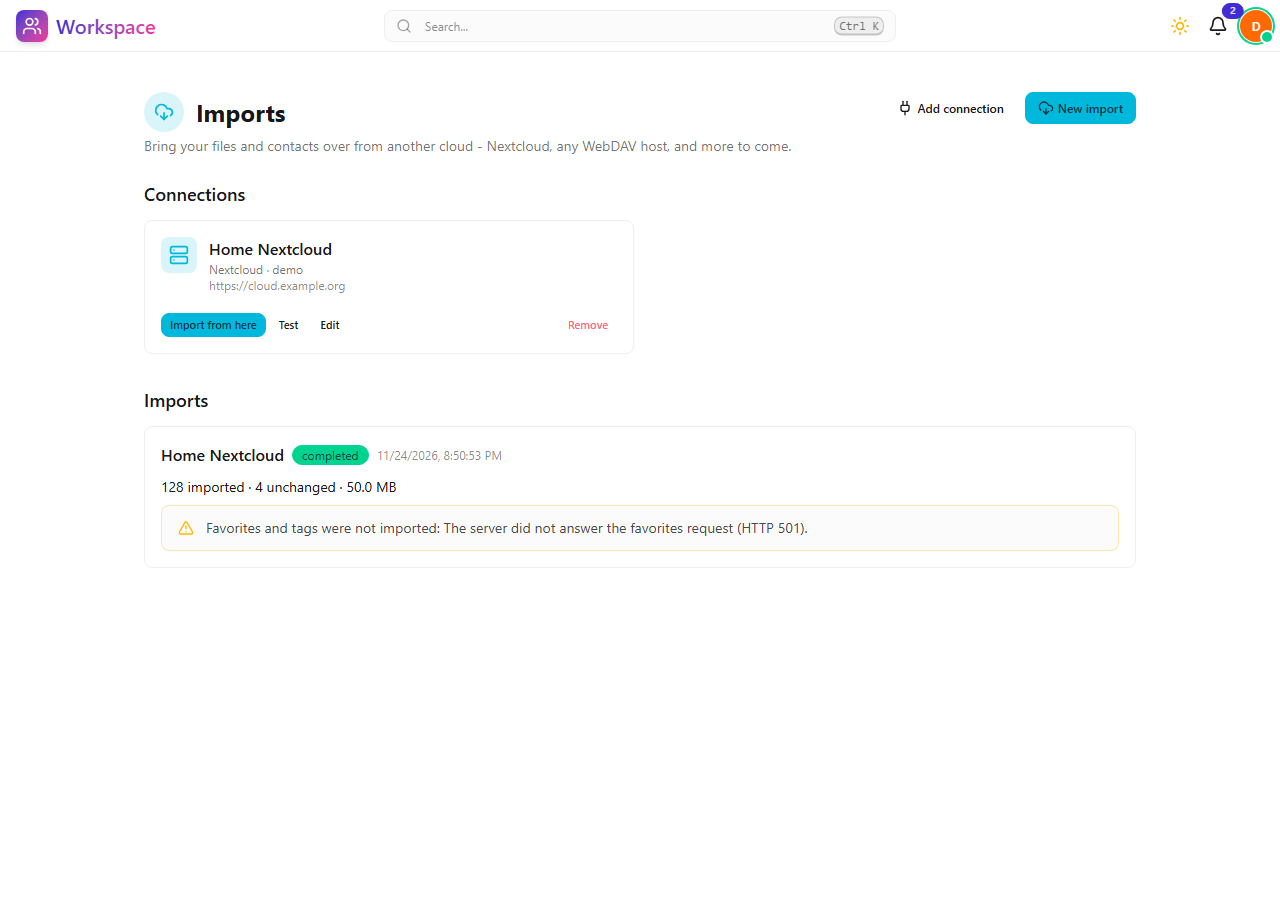 Workspace
Search...
Ctrl K
2
D
Imports
Add connection
New import
Bring your files and contacts over from another cloud - Nextcloud, any WebDAV host, and more to come.
Connections
Home Nextcloud
Nextcloud · demo
https://cloud.example.org
Import from here
Test
Edit
Remove
Imports
Home Nextcloud completed 11/24/2026, 8:50:53 PM
128 imported · 4 unchanged · 50.0 MB
Favorites and tags were not imported: The server did not answer the favorites request (HTTP 501).